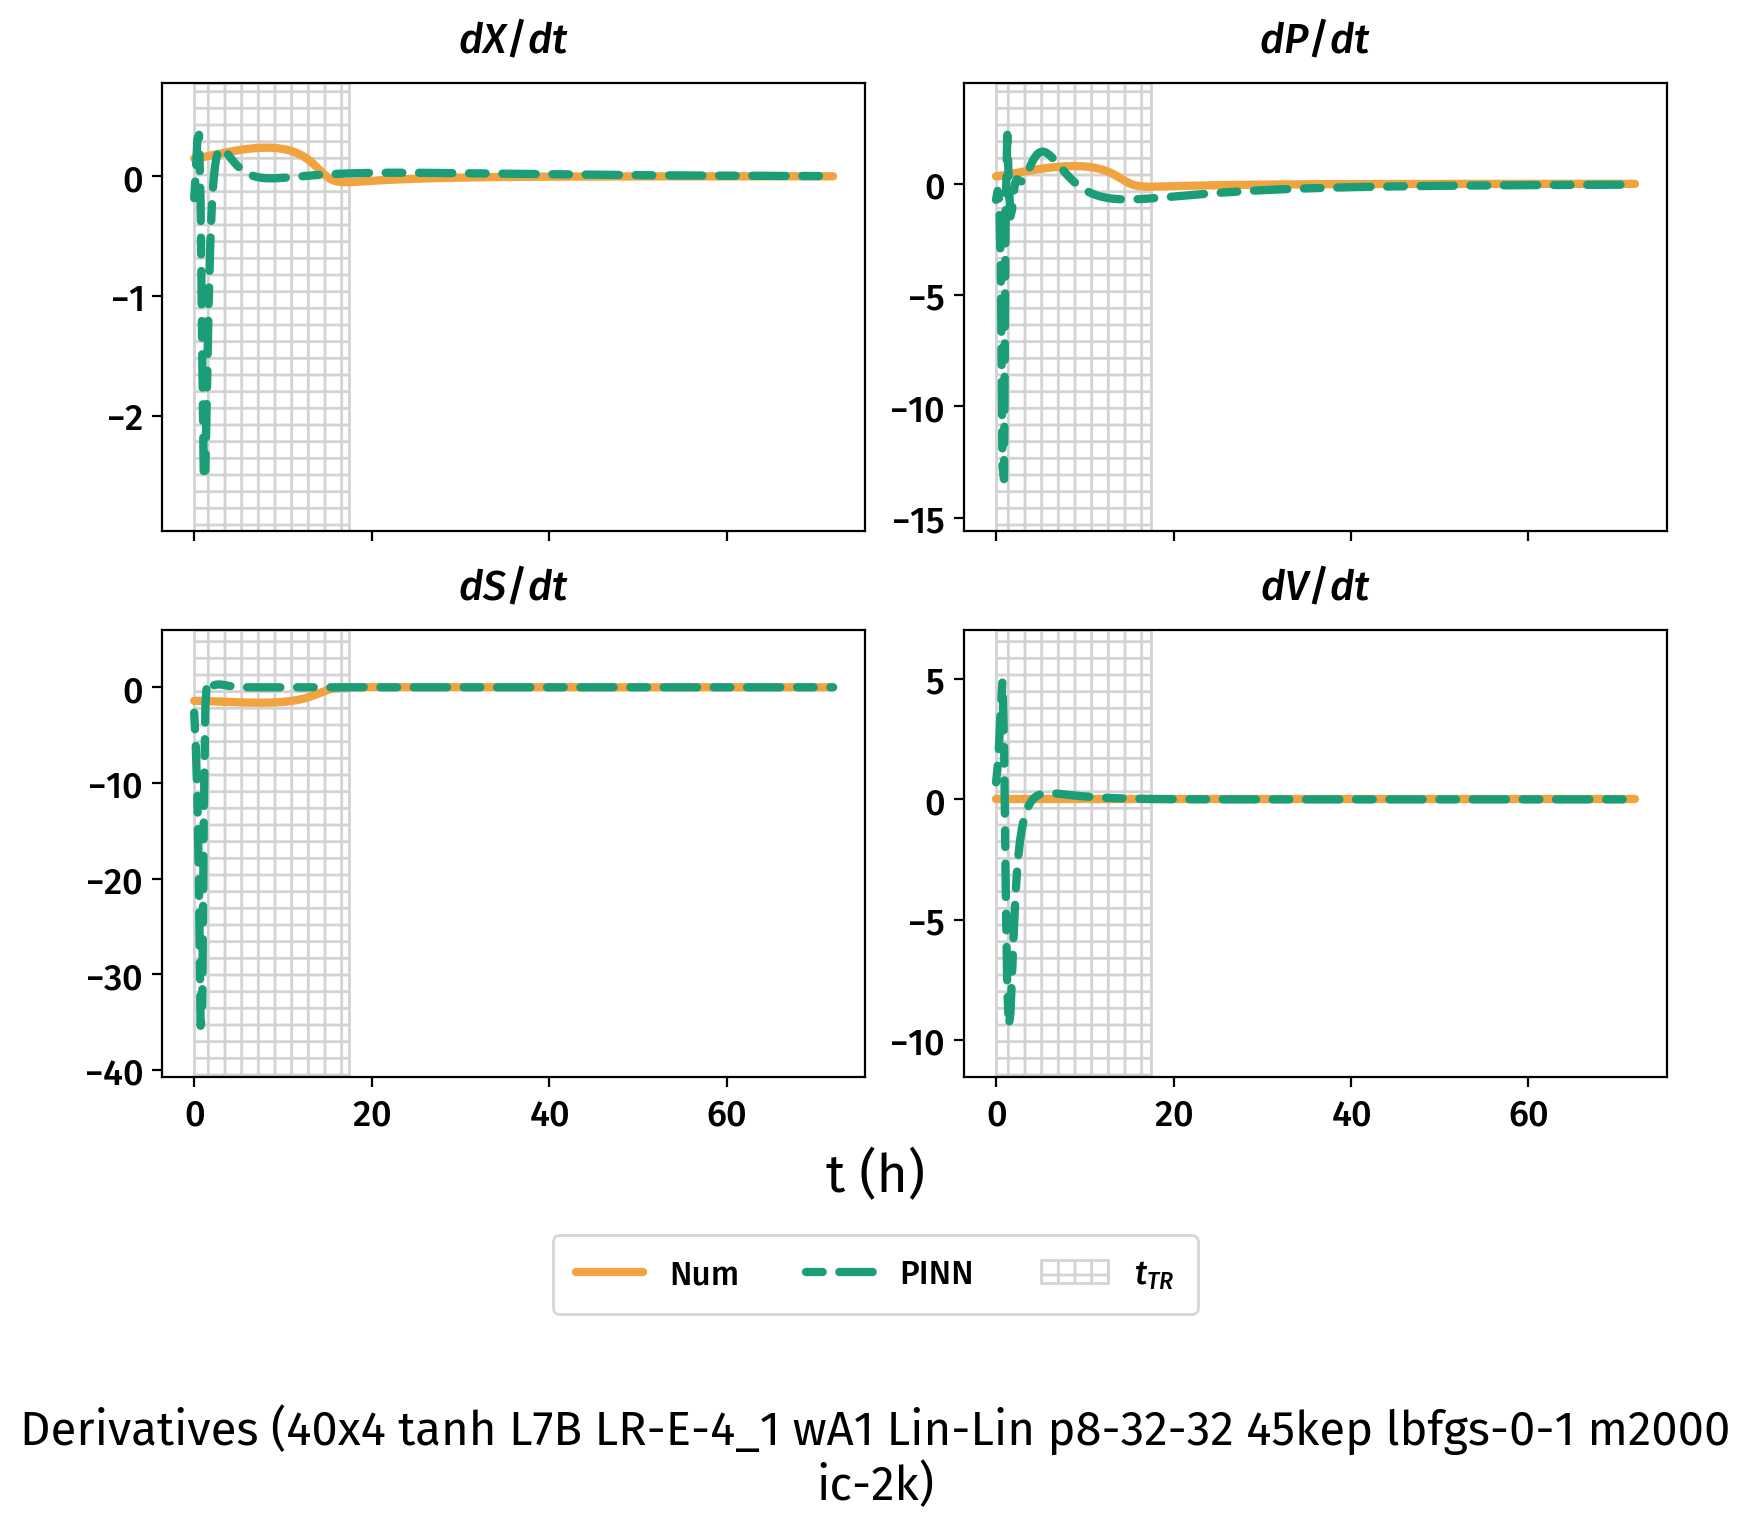 dX/dt
dP/dt
0
−1
−2
0
−5
−10
−15
dS/dt
dV/dt
0
−10
−20
−30
−40
0
20
40
60
5
0
−5
−10
0
20
40
60
t (h)
Num
PINN
tTR
Derivatives (40x4 tanh L7B LR-E-4_1 wA1 Lin-Lin p8-32-32 45kep lbfgs-0-1 m2000
ic-2k)